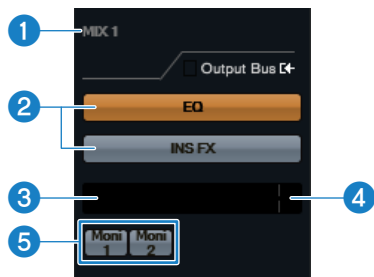 1
MIX 1
Output Bus
2
EQ
INS FX
3
4
5
Moni 1
Moni 2